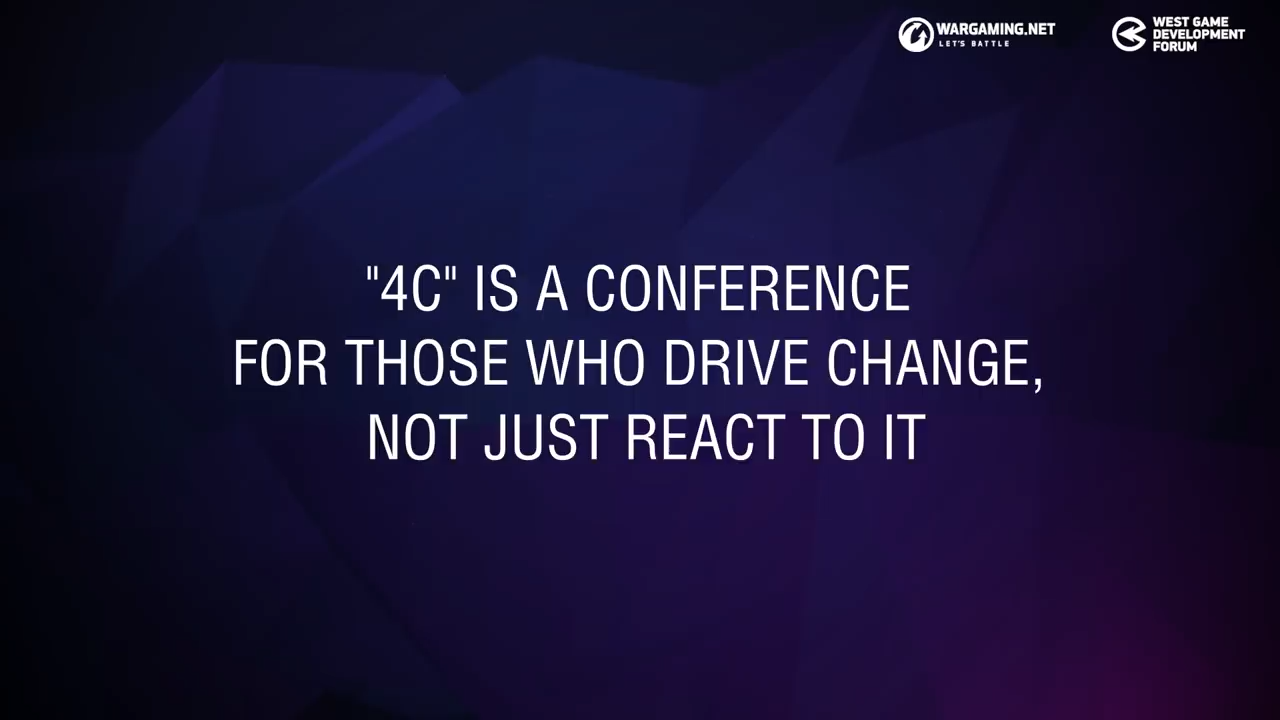 WARGAMING.NET
LET'S BATTLE
WEST GAME
DEVELOPMENT
FORUM
"4C" IS A CONFERENCE
FOR THOSE WHO DRIVE CHANGE,
NOT JUST REACT TO IT